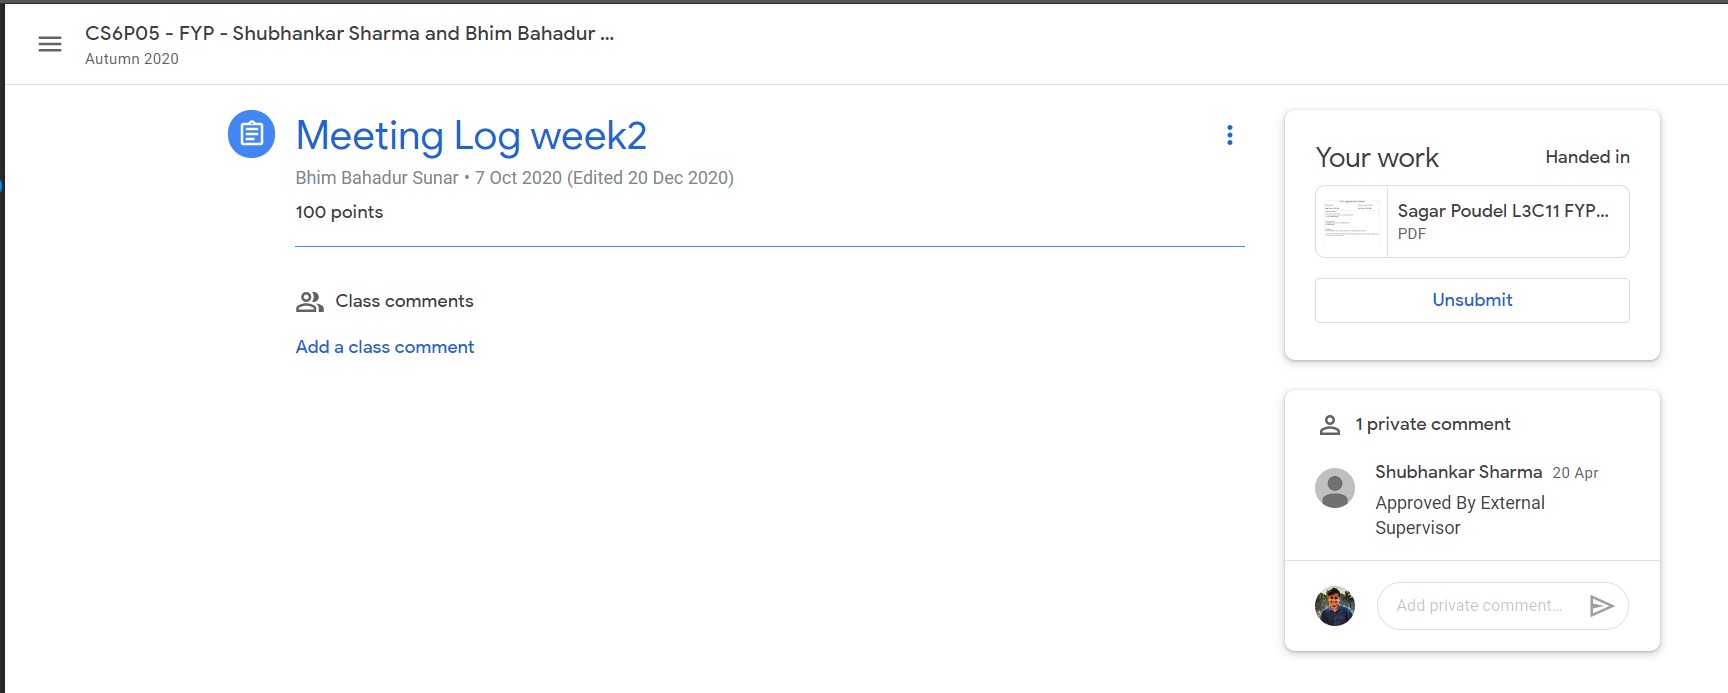 CS6P05 - FYP - Shubhankar Sharma and Bhim Bahadur ...
Autumn 2020
Meeting Log week2
Bhim Bahadur Sunar • 7 Oct 2020 (Edited 20 Dec 2020)
100 points
Class comments
Add a class comment
Your work
Handed in
Sagar Poudel L3C11 FYP...
PDF
Unsubmit
1 private comment
Shubhankar Sharma 20 Apr
Approved By External
Supervisor
Add private comment...